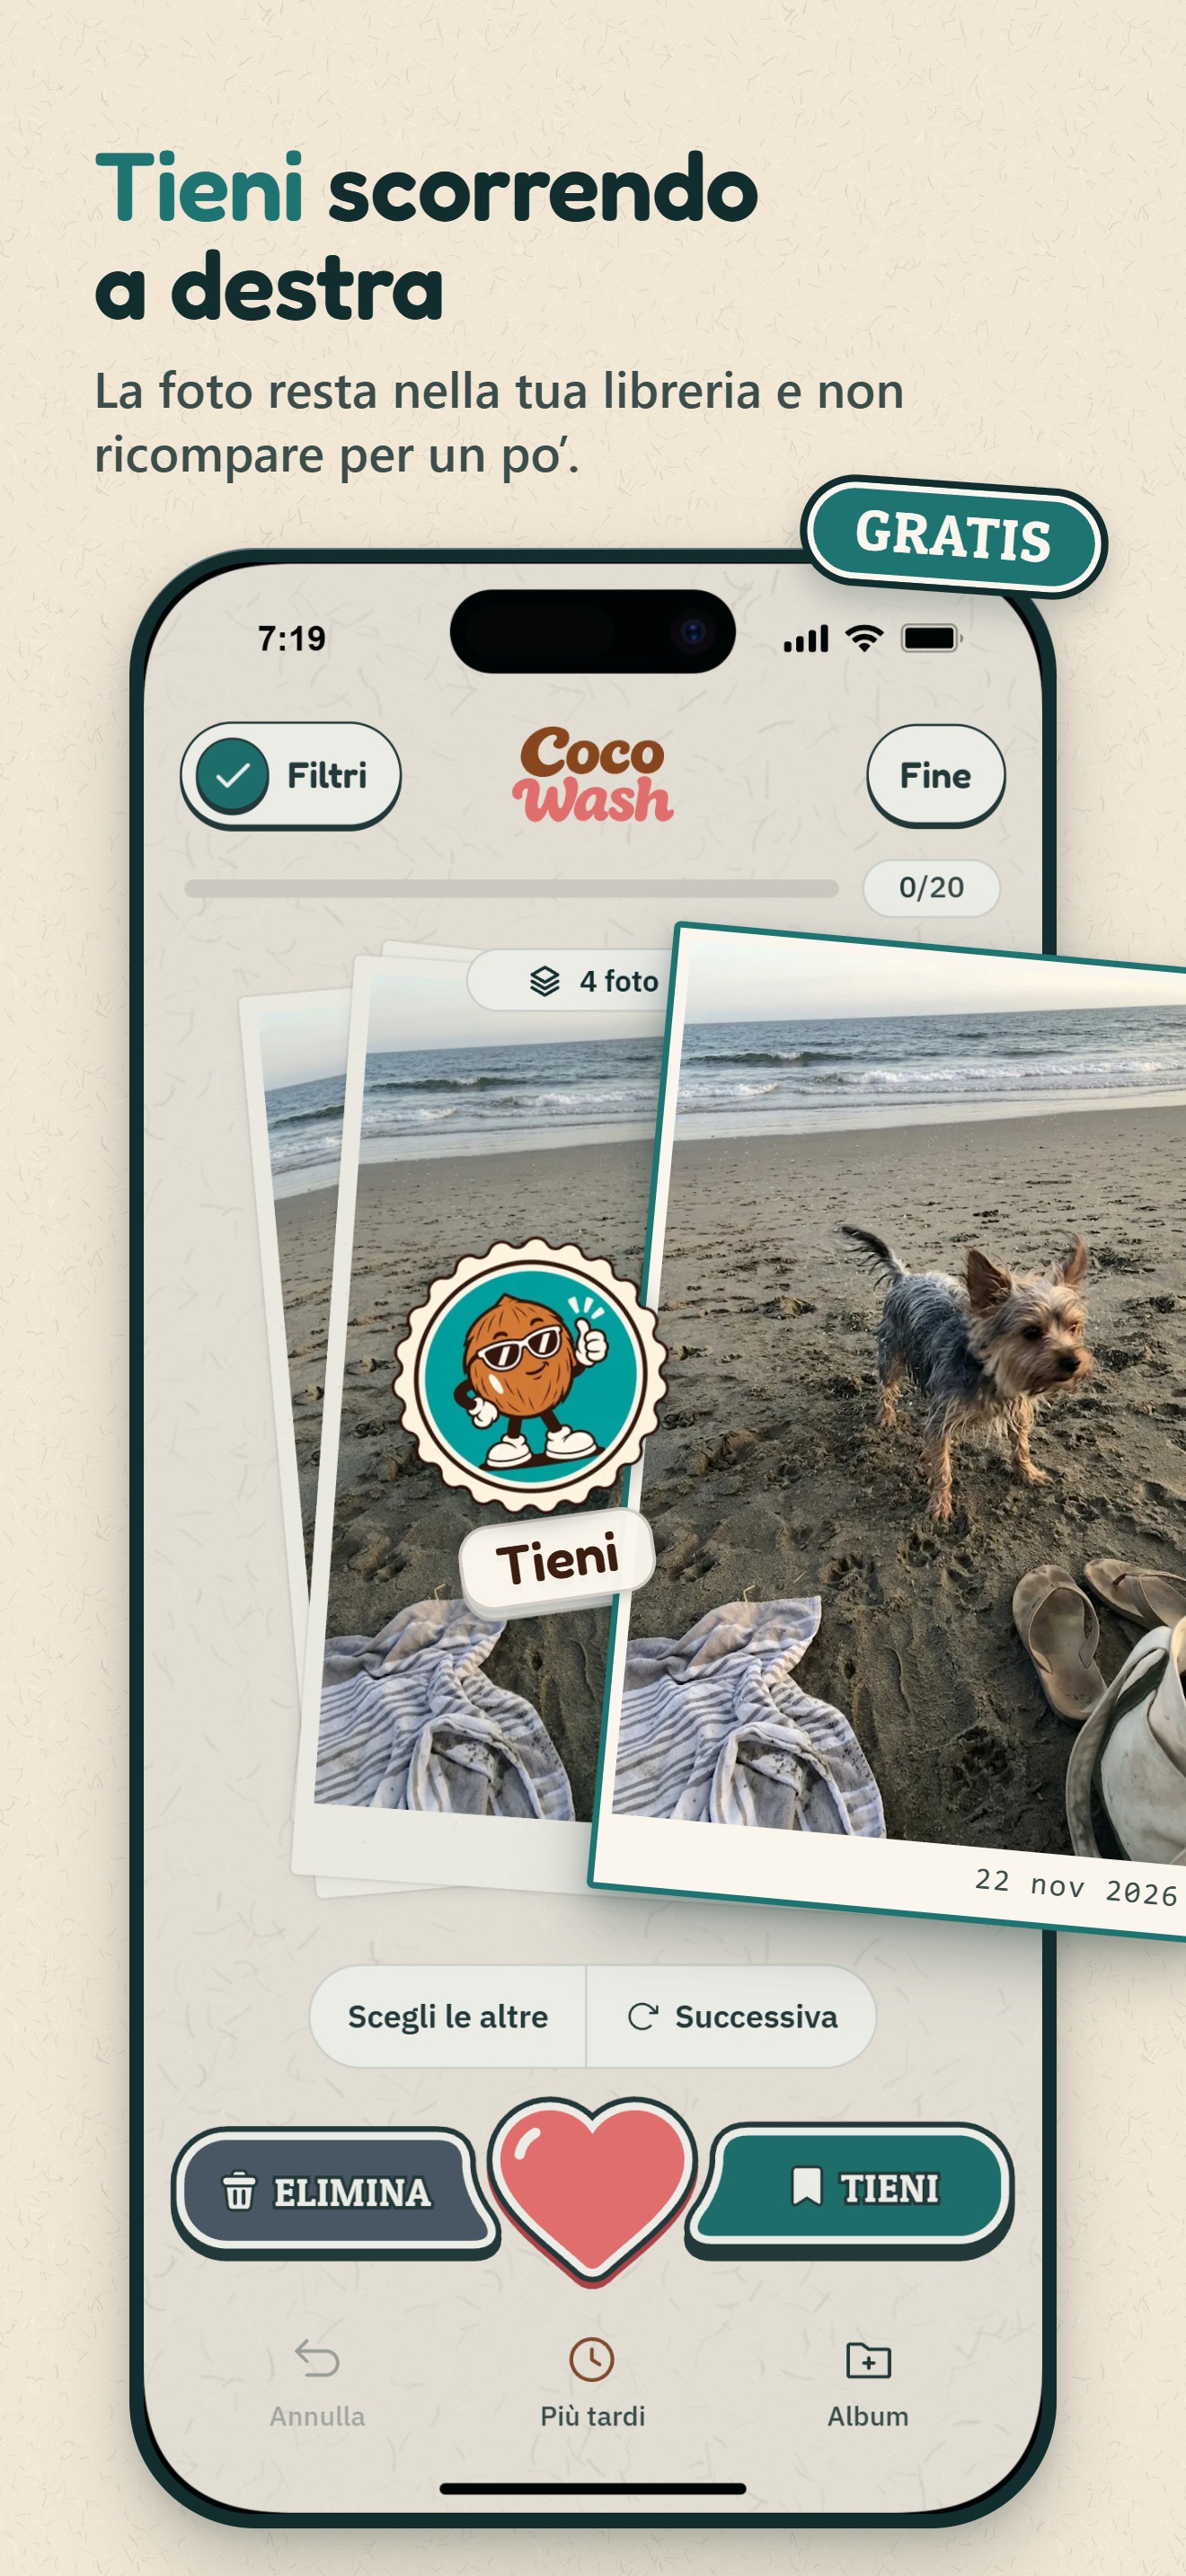 Tieni scorrendo
a destra
La foto resta nella tua libreria e non
ricompare per un po’.
GRATIS
7:19
Filtri
Coco
Wash
Fine
0/20
4 foto
Tieni
22 nov 2026
Scegli le altre
Successiva
ELIMINA
TIENI
Annulla
Più tardi
Album